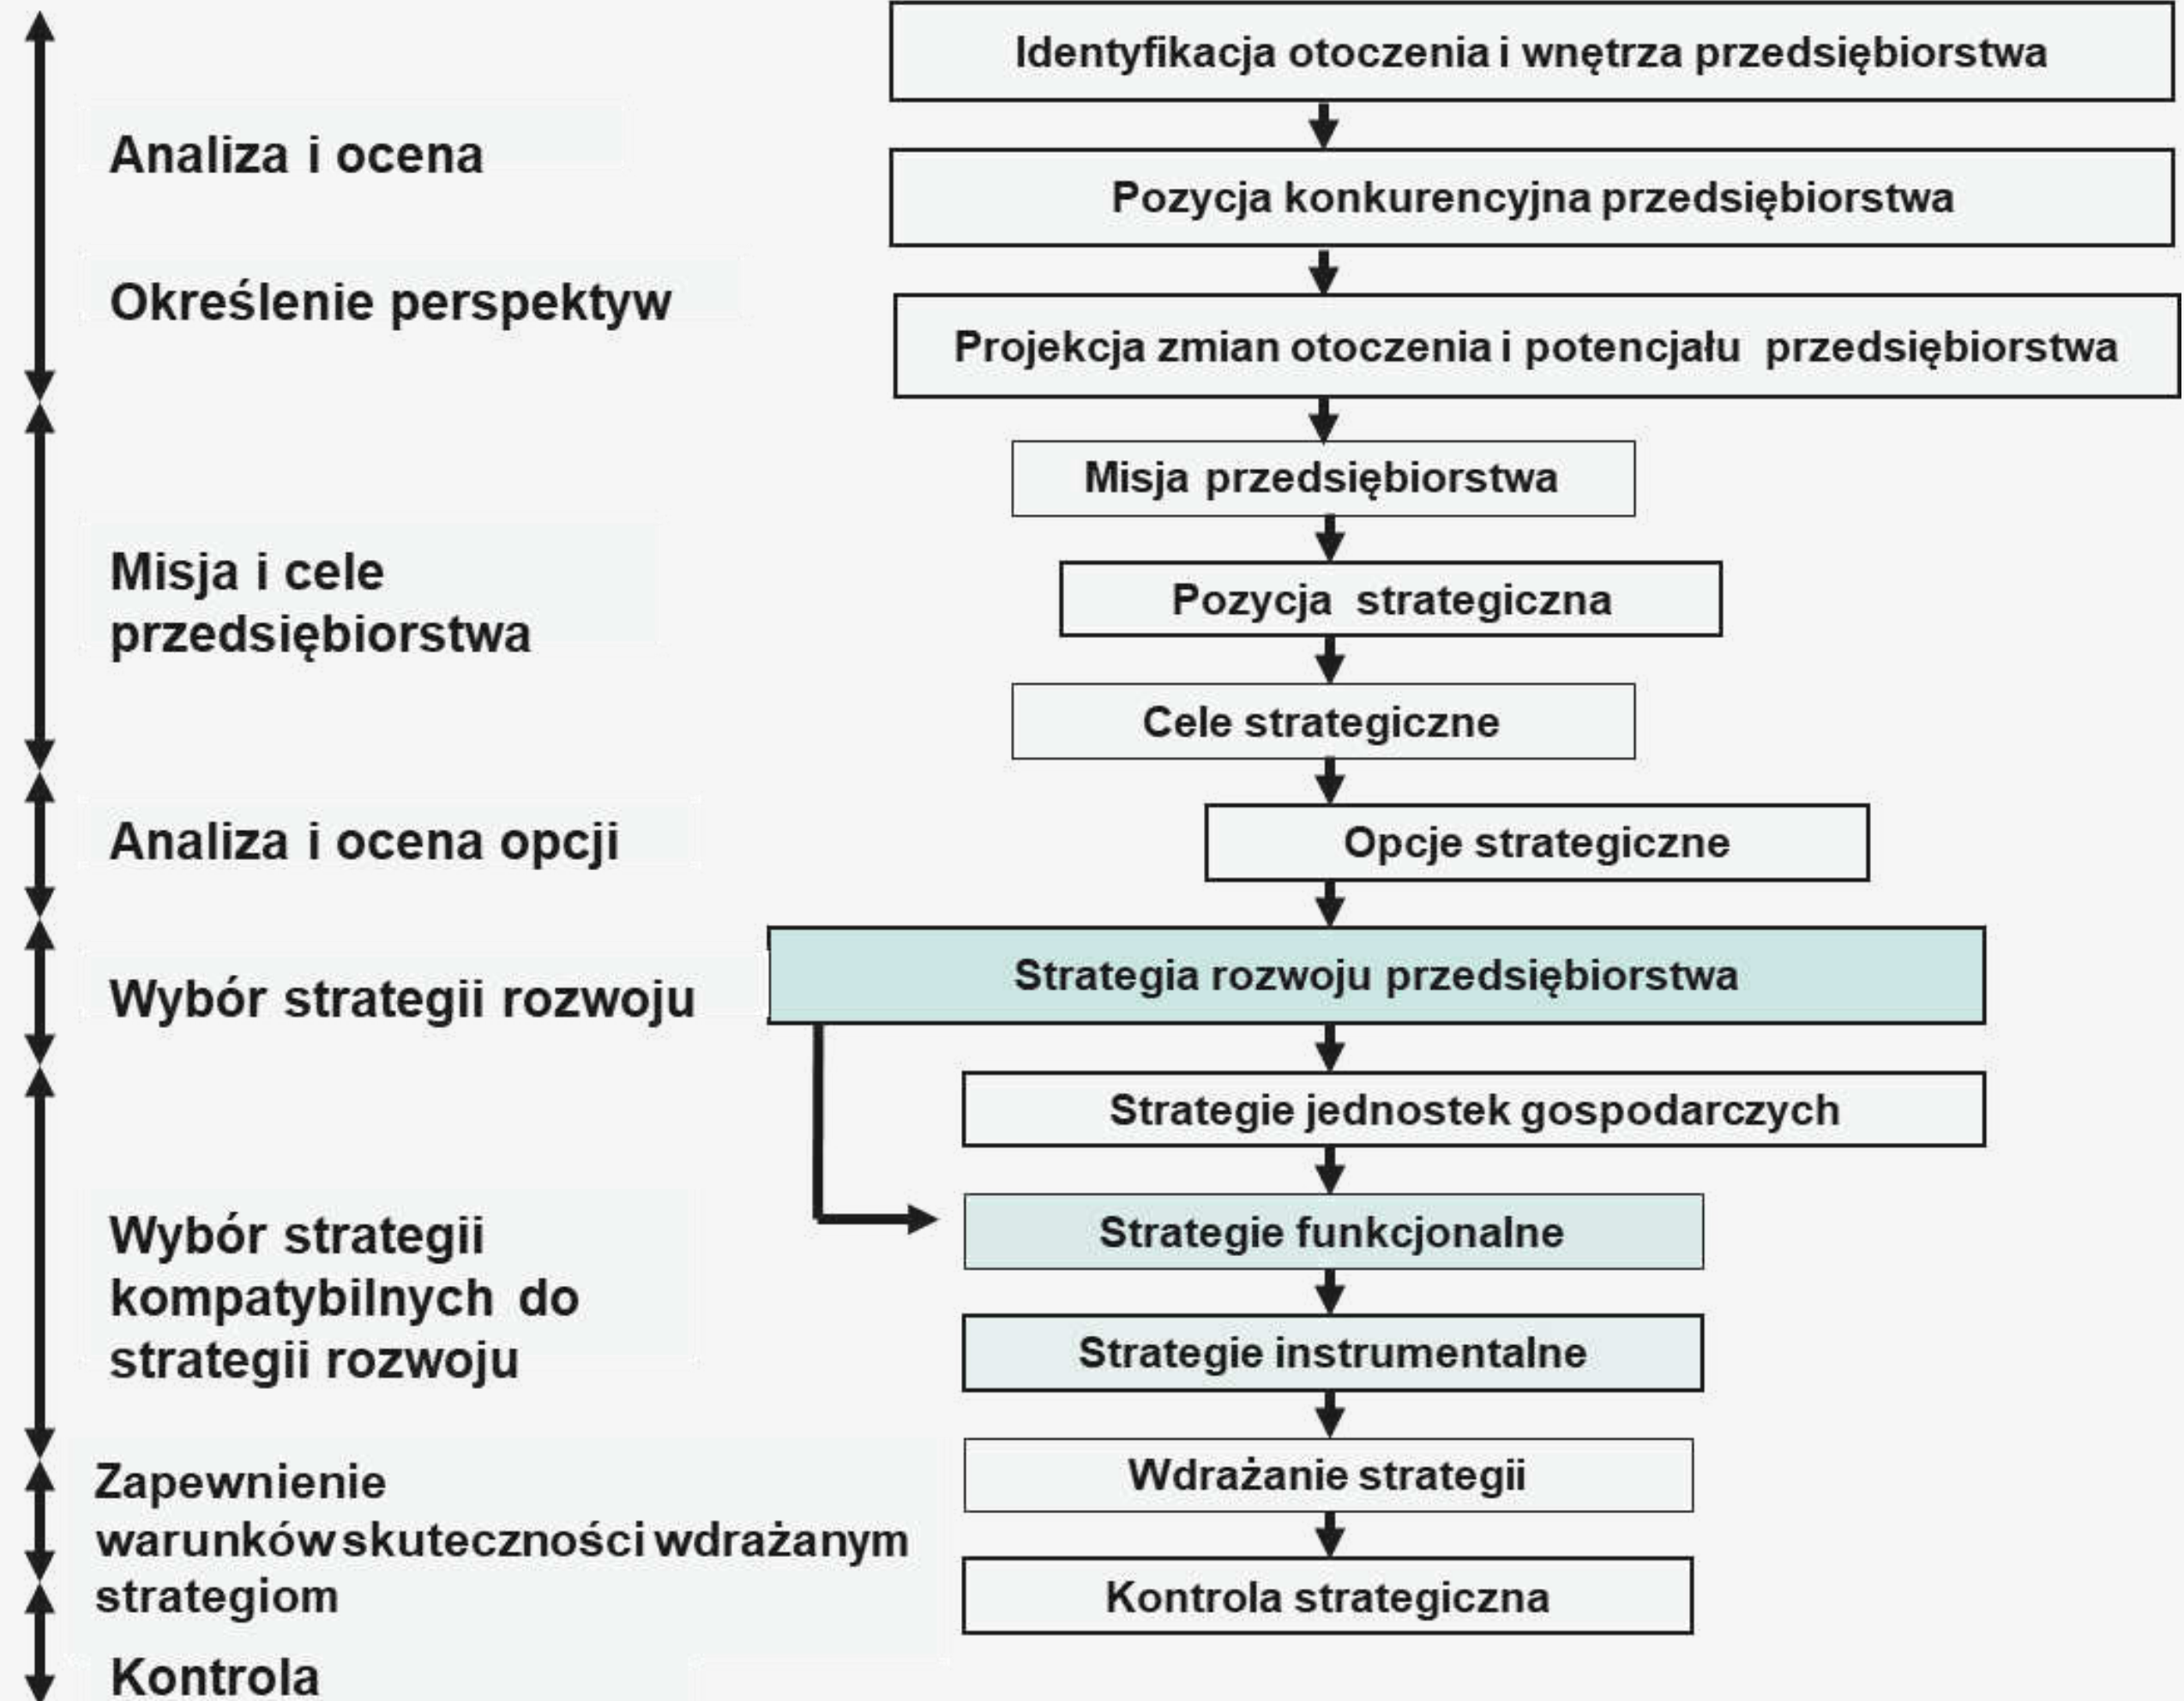 Identyfikacja otoczenia i wnętrza przedsiębiorstwa
Analiza i ocena
Pozycja konkurencyjna przedsiębiorstwa
Określenie perspektyw
Projekcja zmian otoczenia i potencjału przedsiębiorstwa
Misja przedsiębiorstwa
Misja i cele
przedsiębiorstwa
Pozycja strategiczna
Cele strategiczne
Analiza i ocena opcji
Opcje strategiczne
Wybór strategii rozwoju
Strategia rozwoju przedsiębiorstwa
Strategie jednostek gospodarczych
Wybór strategii
kompatybilnych do
strategii rozwoju
Strategie funkcjonalne
Strategie instrumentalne
Zapewnienie
warunków skuteczności wdrażanym
strategiom
Wdrażanie strategii
Kontrola strategiczna
Kontrola